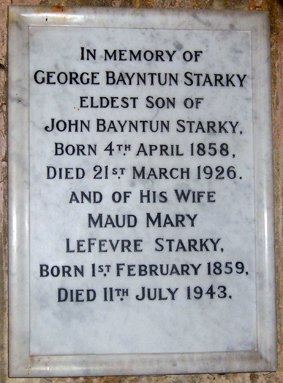 IN MEMORY OF
GEORGE BAYNTUN STARKY
ELDEST SON OF
JOHN BAYNTUN STARKY,
BORN 4TH APRIL 1858,
DIED 21ST MARCH 1926.
AND OF HIS WIFE
MAUD MARY
LEFEVRE STARKY,
BORN 1ST FEBRUARY 1859,
DIED 11TH JULY 1943.